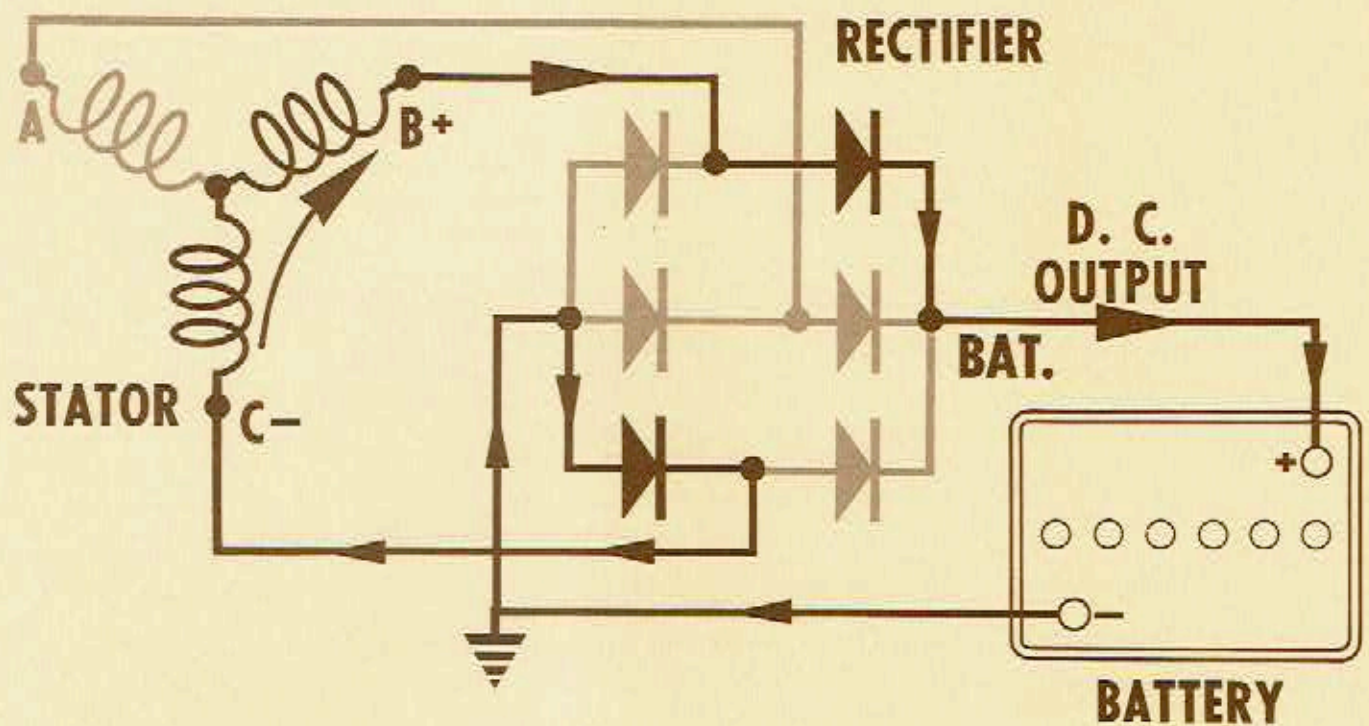 RECTIFIER
A
B+
D. C.
OUTPUT
BAT.
STATOR
C–
+
–
BATTERY